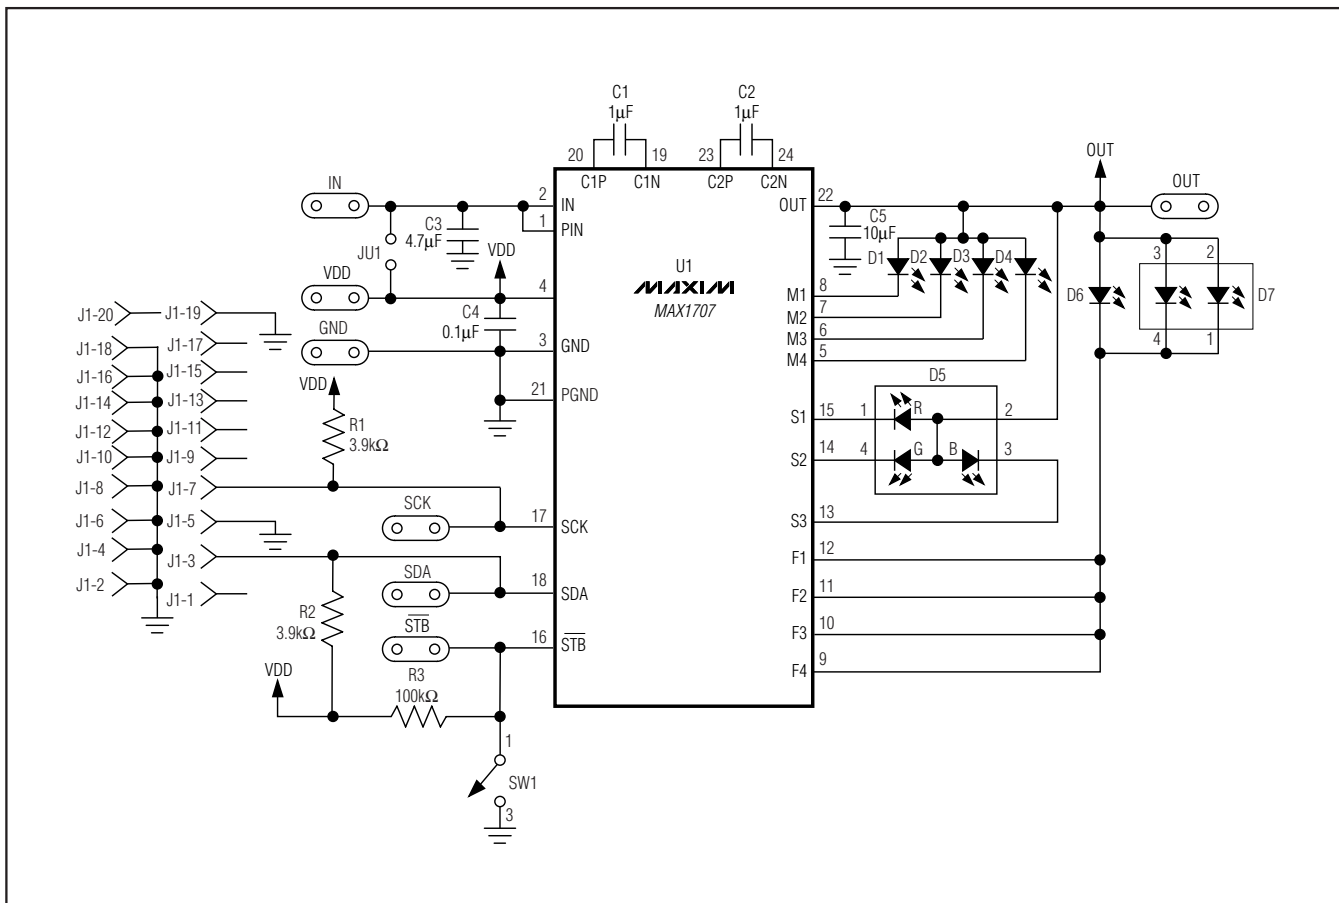 C1
1µF
C2
1µF
20
19
23
24
C1P
C1N
C2P
C2N
IN
2
IN
1
PIN
C3
4.7µF
JU1
VDD
VDD
4
C4
0.1µF
GND
3
GND
VDD
21
PGND
R1
3.9kΩ
U1
MAXIM
MAX1707
OUT
22
C5
10µF
OUT
OUT
D1
D2
D3
D4
8
M1
7
M2
6
M3
5
M4
D6
3
2
D7
4
1
D5
S1
15
1
R
2
S2
14
4
G
B
3
S3
13
F1
12
F2
11
F3
10
F4
9
J1-20
J1-19
J1-18
J1-17
J1-16
J1-15
J1-14
J1-13
J1-12
J1-11
J1-10
J1-9
J1-8
J1-7
J1-6
J1-5
J1-4
J1-3
J1-2
J1-1
SCK
17
SCK
SDA
18
SDA
STB
16
STB
R2
3.9kΩ
VDD
R3
100kΩ
1
SW1
3